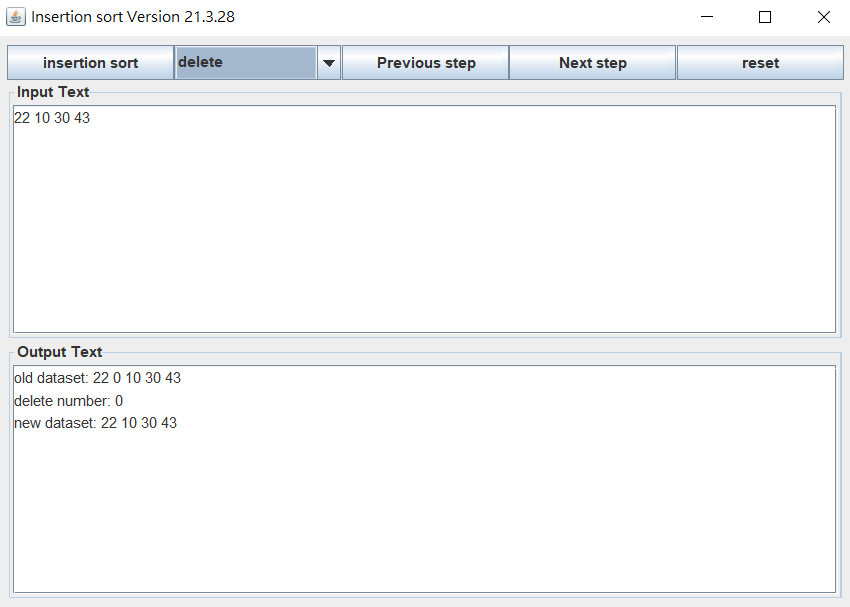 Insertion sort Version 21.3.28
insertion sort delete Previous step Next step reset
Input Text
22 10 30 43
Output Text
old dataset: 22 0 10 30 43
delete number: 0
new dataset: 22 10 30 43